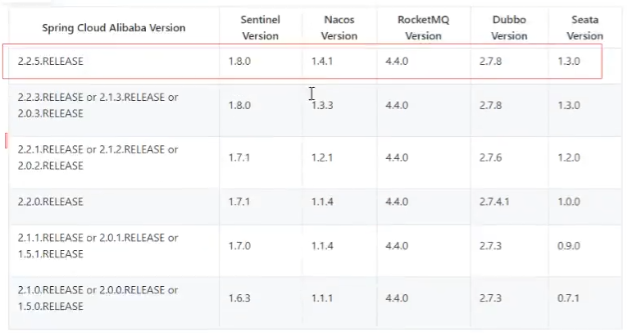 Spring Cloud Alibaba Version
Sentinel
Version
Nacos
Version
RocketMQ
Version
Dubbo
Version
Seata
Version
2.2.5.RELEASE
1.8.0
1.4.1
4.4.0
2.7.8
1.3.0
2.2.3.RELEASE or 2.1.3.RELEASE or
2.0.3.RELEASE
1.8.0
1.3.3
4.4.0
2.7.8
1.3.0
2.2.1.RELEASE or 2.1.2.RELEASE or
2.0.2.RELEASE
1.7.1
1.2.1
4.4.0
2.7.6
1.2.0
2.2.0.RELEASE
1.7.1
1.1.4
4.4.0
2.7.4.1
1.0.0
2.1.1.RELEASE or 2.0.1.RELEASE or
1.5.1.RELEASE
1.7.0
1.1.4
4.4.0
2.7.3
0.9.0
2.1.0.RELEASE or 2.0.0.RELEASE or
1.5.0.RELEASE
1.6.3
1.1.1
4.4.0
2.7.3
0.7.1